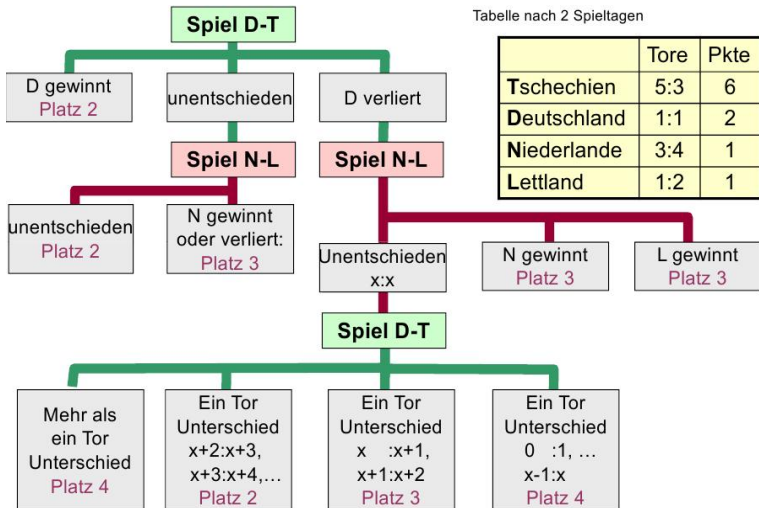 Spiel D-T
Tabelle nach 2 Spieltagen
Tore Pkte
Tschechien 5:3 6
Deutschland 1:1 2
Niederlande 3:4 1
Lettland 1:2 1
D gewinnt
Platz 2
unentschieden
D verliert
Spiel N-L
Spiel N-L
unentschieden
Platz 2
N gewinnt
oder verliert:
Platz 3
Unentschieden
x:x
N gewinnt
Platz 3
L gewinnt
Platz 3
Spiel D-T
Mehr als
ein Tor
Unterschied
Platz 4
Ein Tor
Unterschied
x+2:x+3,
x+3:x+4,...
Platz 2
Ein Tor
Unterschied
x :x+1,
x+1:x+2
Platz 3
Ein Tor
Unterschied
0 :1, ...
x-1:x
Platz 4